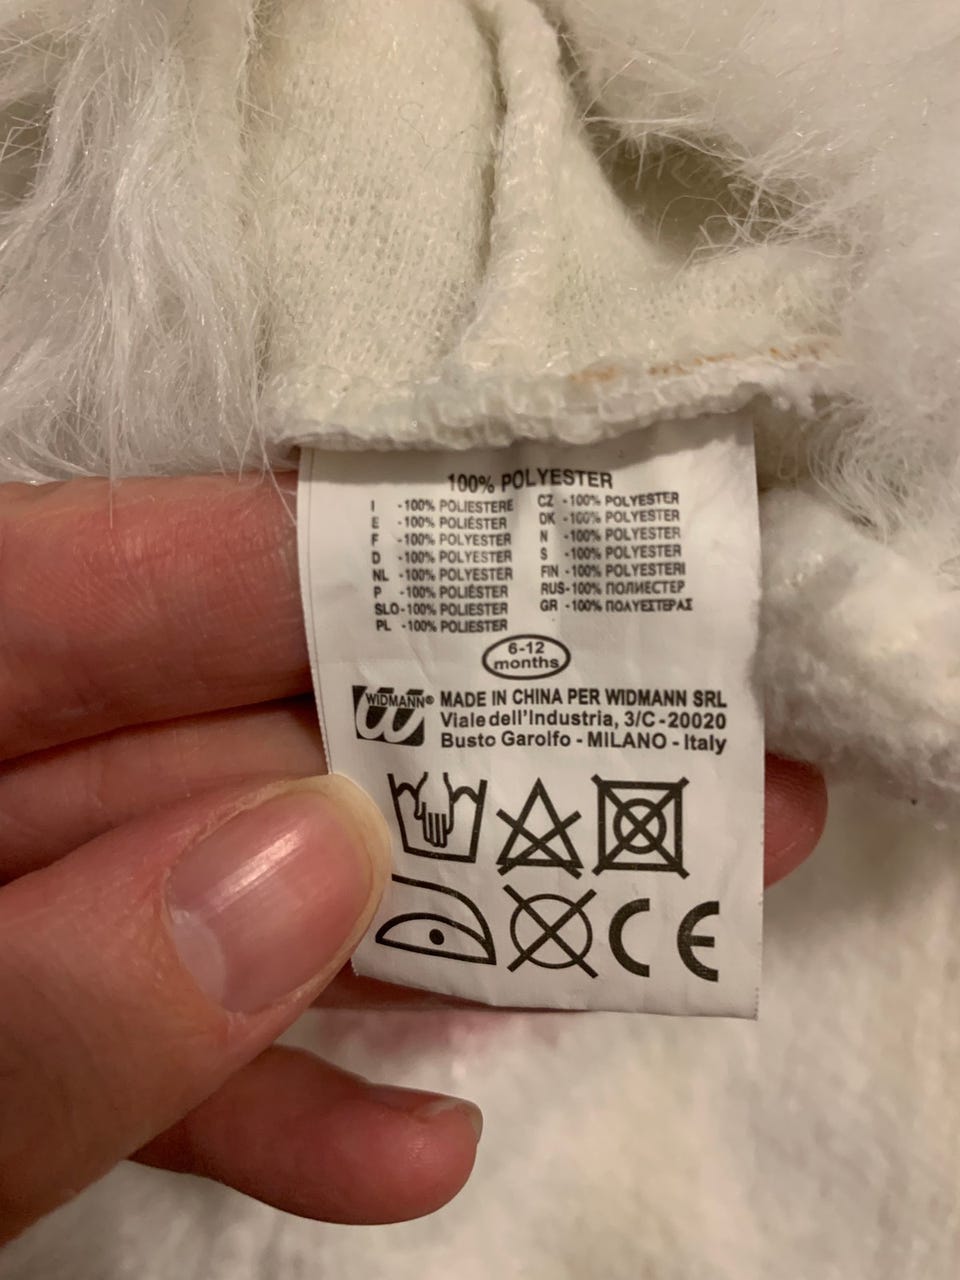 100% POLYESTER
I -100% POLIESTERE
E -100% POLIÉSTER
F -100% POLYESTER
D -100% POLYESTER
NL -100% POLYESTER
P -100% POLIÉSTER
SLO-100% POLIESTER
PL -100% POLIESTER
CZ -100% POLYESTER
DK -100% POLYESTER
N -100% POLYESTER
S -100% POLYESTER
FIN -100% POLYESTERI
RUS-100% ПОЛИЕСТЕР
GR -100% ΠΟΛΥΕΣΤΕΡΑΣ
6-12
months
WIDMANN®
MADE IN CHINA PER WIDMANN SRL
Viale dell'Industria, 3/C - 20020
Busto Garolfo - MILANO - Italy
CE